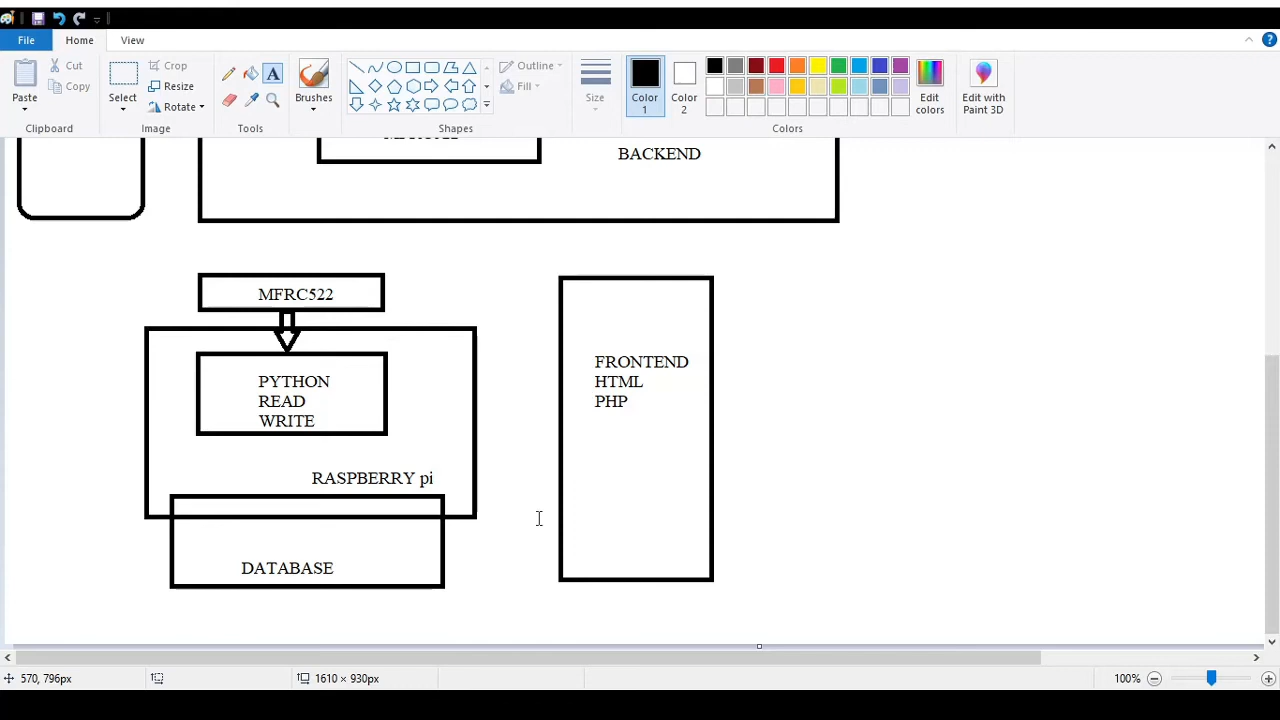 File
Home
View
Paste
Cut
Copy
Clipboard
Select
Crop
Resize
Rotate
Image
Tools
Brushes
Outline
Fill
Shapes
Size
Color
1
Color
2
Edit
colors
Colors
Edit with
Paint 3D
BACKEND
MFRC522
PYTHON
READ
WRITE
RASPBERRY pi
DATABASE
FRONTEND
HTML
PHP
570, 796px
1610 × 930px
100%